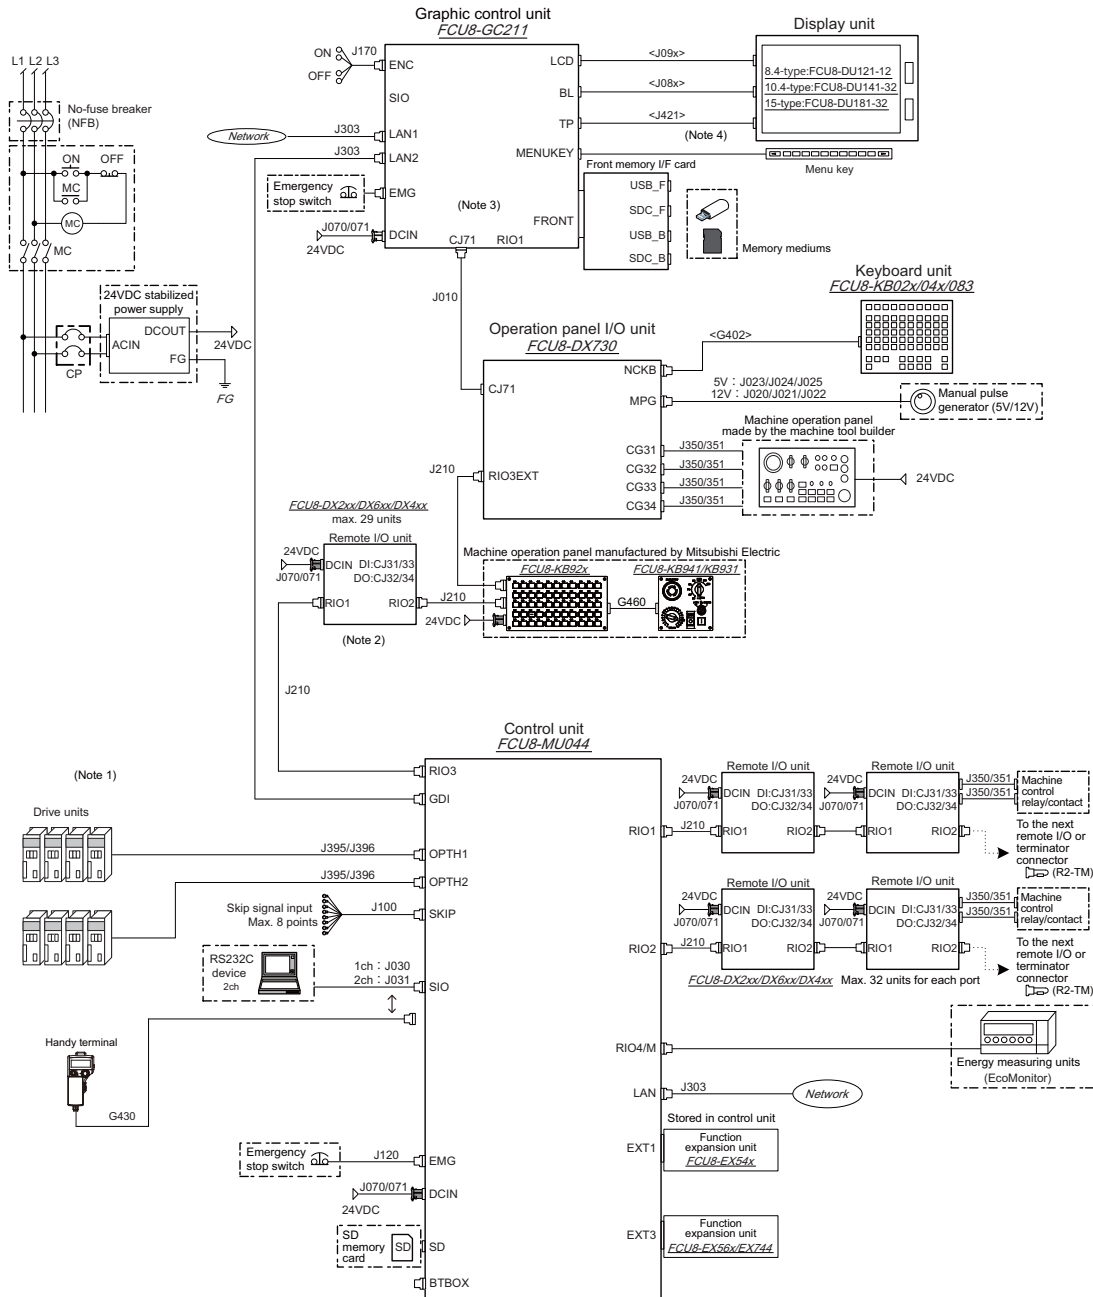 Graphic control unit
FCU8-GC211
Display unit
L1 L2 L3
No-fuse breaker
(NFB)
ON OFF
MC
MC
MC
24VDC stabilized
power supply
DCOUT
24VDC
ACIN
FG
FG
CP
ON
OFF
J170
ENC
SIO
Network
J303
LAN1
J303
LAN2
Emergency
stop switch
EMG
J070/071
24VDC
DCIN
(Note 3)
CJ71
RIO1
LCD
BL
TP
MENUKEY
FRONT
<J09x>
<J08x>
<J421>
(Note 4)
8.4-type:FCU8-DU121-12
10.4-type:FCU8-DU141-32
15-type:FCU8-DU181-32
Menu key
Front memory I/F card
USB_F
SDC_F
USB_B
SDC_B
Memory mediums
Keyboard unit
FCU8-KB02x/04x/083
J010
Operation panel I/O unit
FCU8-DX730
CJ71
NCKB
<G402>
MPG
5V : J023/J024/J025
12V : J020/J021/J022
Manual pulse
generator (5V/12V)
Machine operation panel
made by the machine tool builder
CG31
J350/351
CG32
J350/351
CG33
J350/351
CG34
J350/351
24VDC
J210
RIO3EXT
FCU8-DX2xx/DX6xx/DX4xx
max. 29 units
Remote I/O unit
24VDC
J070/071
DCIN DI:CJ31/33
DO:CJ32/34
RIO1
RIO2
J210
(Note 2)
Machine operation panel manufactured by Mitsubishi Electric
FCU8-KB92x
FCU8-KB941/KB931
G460
24VDC
J210
Control unit
FCU8-MU044
(Note 1)
RIO3
GDI
Drive units
J395/J396
OPTH1
J395/J396
OPTH2
Skip signal input
Max. 8 points
J100
SKIP
RS232C
device
2ch
1ch : J030
2ch : J031
SIO
Handy terminal
G430
Emergency
stop switch
J120
EMG
J070/071
24VDC
DCIN
SD
memory
card
SD
SD
BTBOX
Remote I/O unit
Remote I/O unit
24VDC
J070/071
DCIN DI:CJ31/33
DO:CJ32/34
24VDC
J070/071
DCIN DI:CJ31/33
DO:CJ32/34
J350/351
J350/351
Machine
control
relay/contact
RIO1
J210
RIO1
RIO2
RIO1
RIO2
To the next
remote I/O or
terminator
connector
(R2-TM)
Remote I/O unit
Remote I/O unit
24VDC
J070/071
DCIN DI:CJ31/33
DO:CJ32/34
24VDC
J070/071
DCIN DI:CJ31/33
DO:CJ32/34
J350/351
J350/351
Machine
control
relay/contact
RIO2
J210
RIO1
RIO2
RIO1
RIO2
To the next
remote I/O or
terminator
connector
(R2-TM)
FCU8-DX2xx/DX6xx/DX4xx Max. 32 units for each port
RIO4/M
Energy measuring units
(EcoMonitor)
LAN
J303
Network
Stored in control unit
EXT1
Function
expansion unit
FCU8-EX54x
EXT3
Function
expansion unit
FCU8-EX56x/EX744